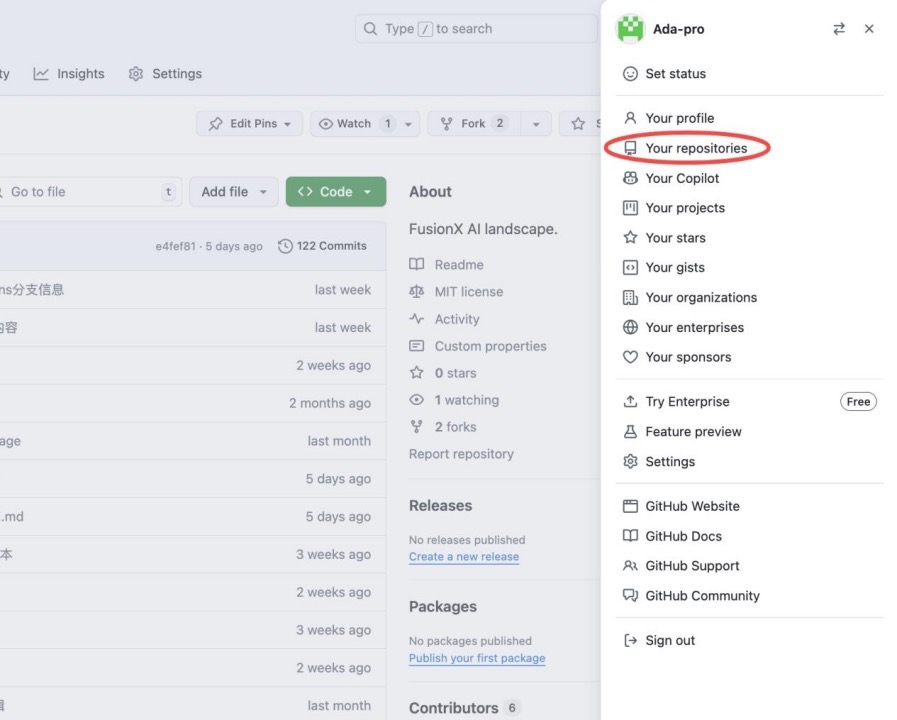 Type / to search
Ada-pro
ty
Insights
Settings
Set status
Edit Pins
Watch 1
Fork 2
S
Your profile
Your repositories
Your Copilot
Your projects
Your stars
Your gists
Your organizations
Your enterprises
Your sponsors
Try Enterprise
Free
Feature preview
Settings
GitHub Website
GitHub Docs
GitHub Support
GitHub Community
Sign out
Go to file t
Add file
Code
e4fef81 · 5 days ago
122 Commits
ns分支信息 last week
内容 last week
2 weeks ago
2 months ago
age last month
5 days ago
.md 5 days ago
本 3 weeks ago
2 weeks ago
3 weeks ago
2 weeks ago
last month
About
FusionX AI landscape.
Readme
MIT license
Activity
Custom properties
0 stars
1 watching
2 forks
Report repository
Releases
No releases published
Create a new release
Packages
No packages published
Publish your first package
Contributors 6